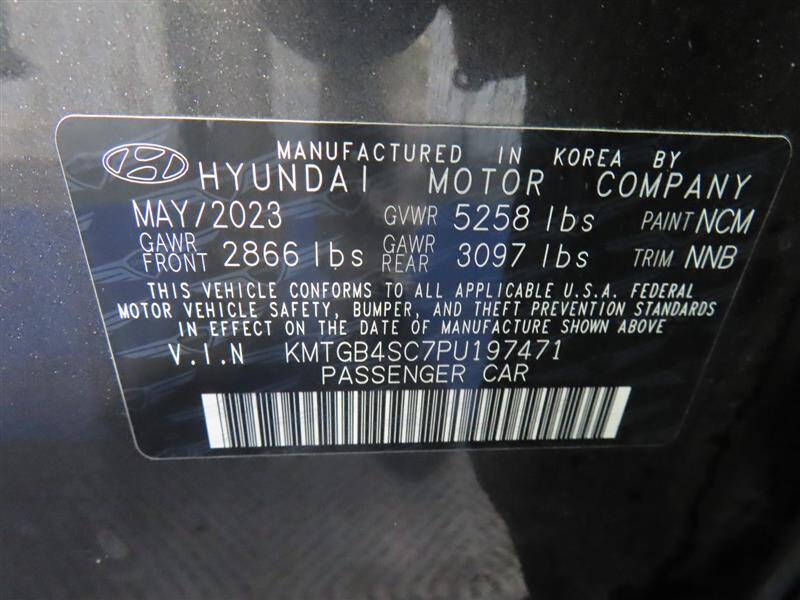 MANUFACTURED IN KOREA BY
HYUNDAI MOTOR COMPANY
MAY/2023 GVWR 5258 lbs PAINT NCM
GAWR FRONT 2866 lbs GAWR REAR 3097 lbs TRIM NNB
THIS VEHICLE CONFORMS TO ALL APPLICABLE U.S.A. FEDERAL
MOTOR VEHICLE SAFETY, BUMPER, AND THEFT PREVENTION STANDARDS
IN EFFECT ON THE DATE OF MANUFACTURE SHOWN ABOVE
V.I.N KMTGB4SC7PU197471
PASSENGER CAR